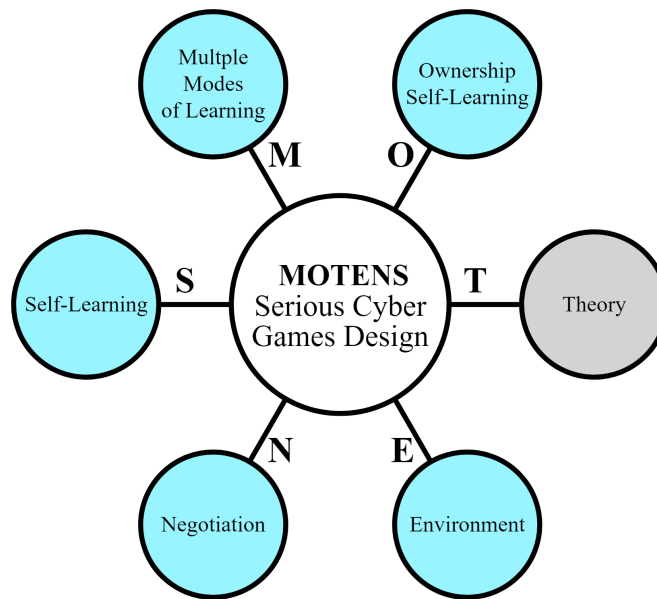 Multple
Modes
of Learning
Ownership
Self-Learning
M
O
S
T
Self-Learning
MOTENS
Serious Cyber
Games Design
Theory
N
E
Negotiation
Environment